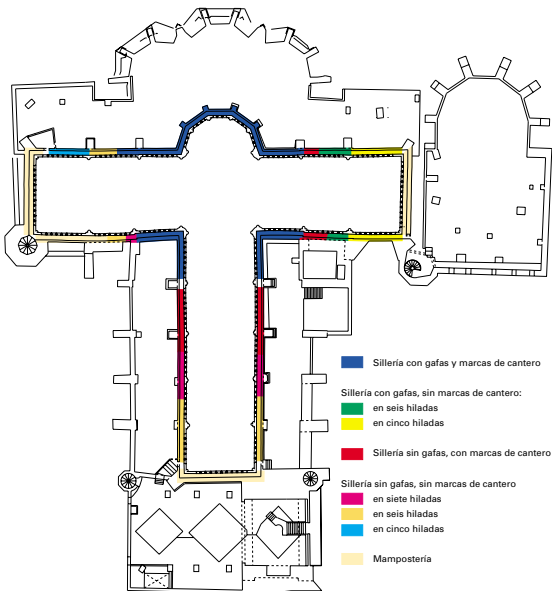 Sillería con gafas y marcas de cantero
Sillería con gafas, sin marcas de cantero:
en seis hiladas
en cinco hiladas
Sillería sin gafas, con marcas de cantero
Sillería sin gafas, sin marcas de cantero
en siete hiladas
en seis hiladas
en cinco hiladas
Mampostería